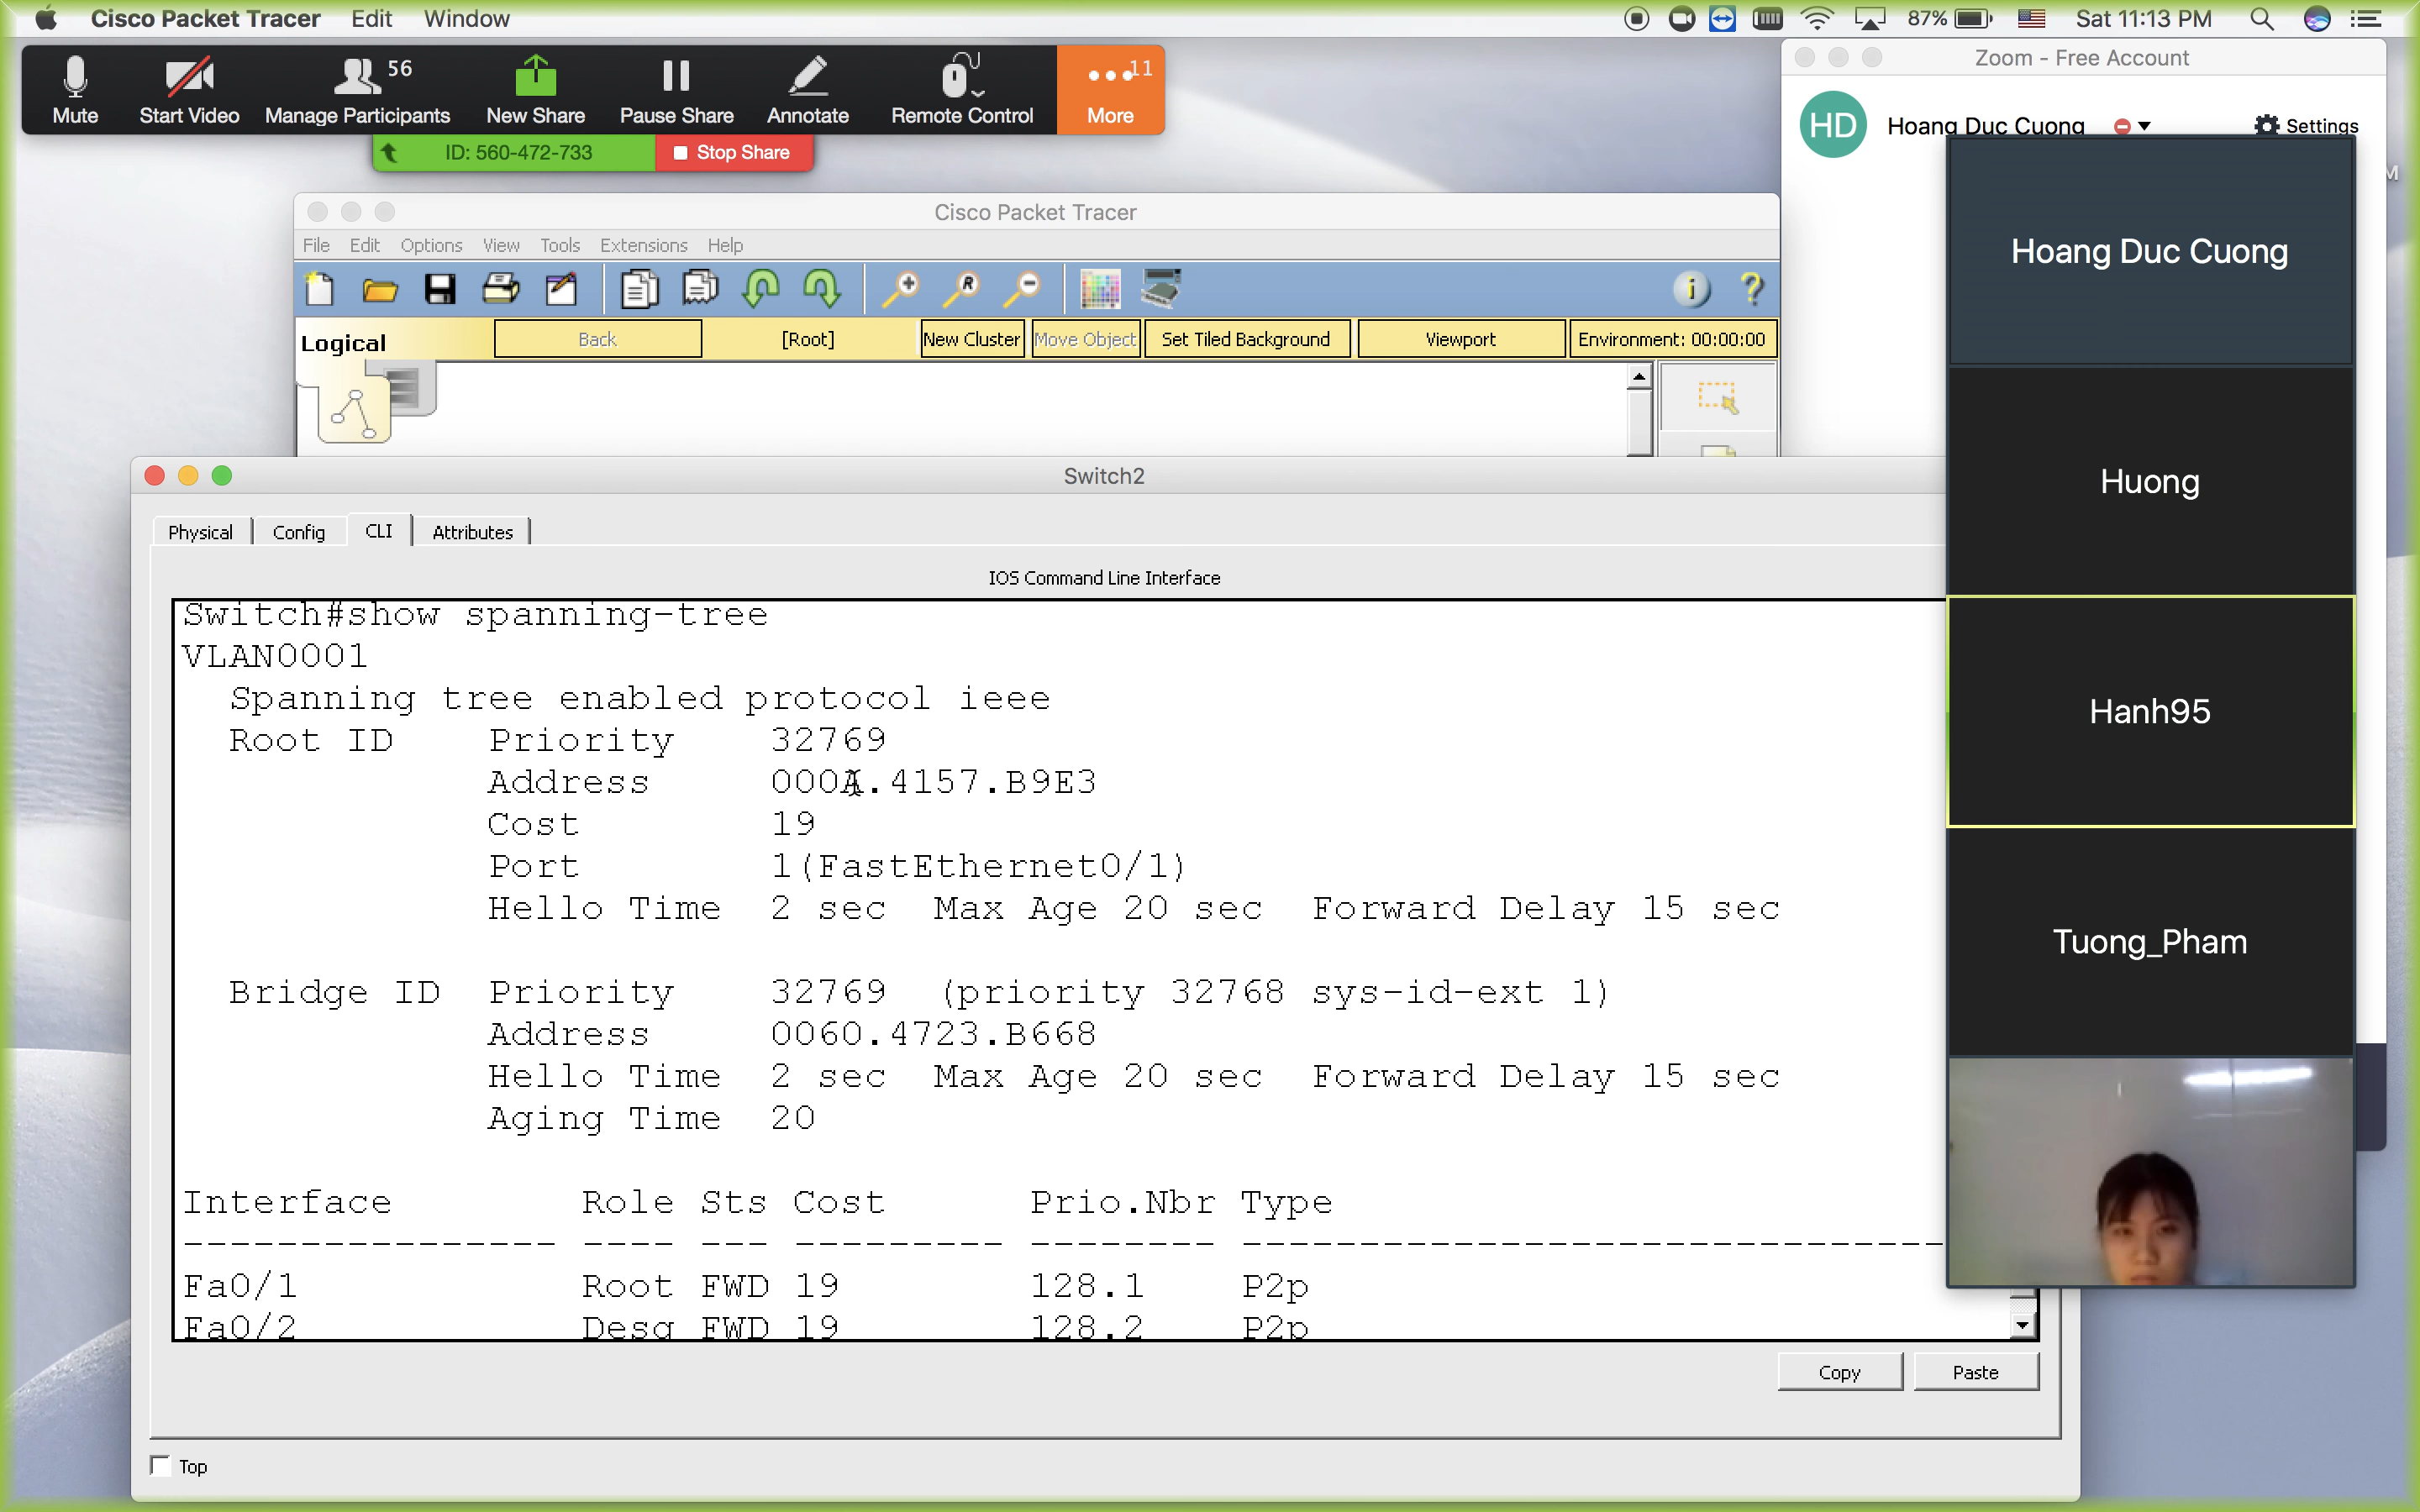 Cisco Packet Tracer Edit Window 87% Sat 11:13 PM
56 11
Mute Start Video Manage Participants New Share Pause Share Annotate Remote Control More
ID: 560-472-733 Stop Share
Zoom - Free Account
HD Hoang Duc Cuong Settings
Cisco Packet Tracer
File Edit Options View Tools Extensions Help
Logical Back [Root] New Cluster Move Object Set Tiled Background Viewport Environment: 00:00:00
Hoang Duc Cuong
Huong
Hanh95
Tuong_Pham
Switch2
Physical Config CLI Attributes
IOS Command Line Interface
Switch#show spanning-tree
VLAN0001
Spanning tree enabled protocol ieee
Root ID Priority 32769
Address 000A.4157.B9E3
Cost 19
Port 1(FastEthernet0/1)
Hello Time 2 sec Max Age 20 sec Forward Delay 15 sec
Bridge ID Priority 32769 (priority 32768 sys-id-ext 1)
Address 0060.4723.B668
Hello Time 2 sec Max Age 20 sec Forward Delay 15 sec
Aging Time 20
Interface Role Sts Cost Prio.Nbr Type
---------------- ---- --- --------- -------- ------------------------------
Fa0/1 Root FWD 19 128.1 P2p
Fa0/2 Desg FWD 19 128.2 P2p
Copy Paste
Top